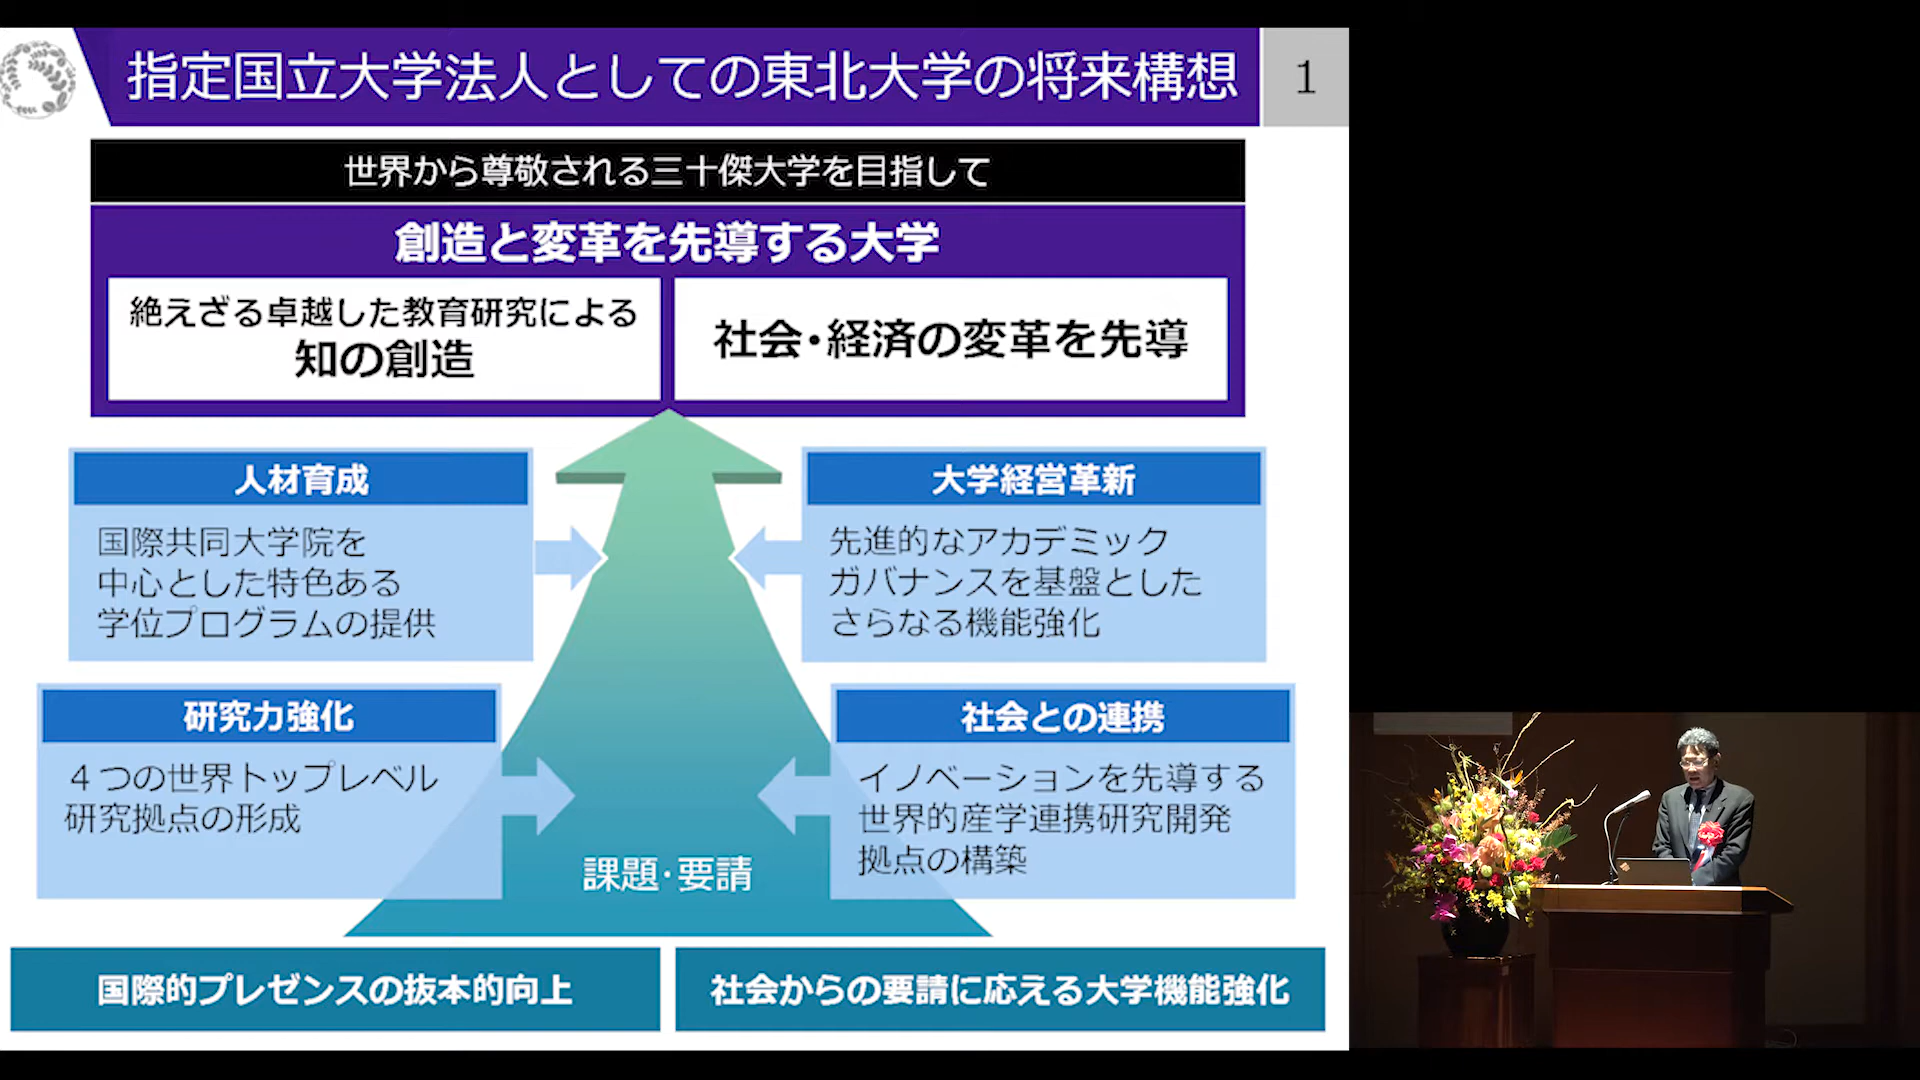 指定国立大学法人としての東北大学の将来構想
1
世界から尊敬される三十傑大学を目指して
創造と変革を先導する大学
絶えざる卓越した教育研究による
知の創造
社会・経済の変革を先導
人材育成
国際共同大学院を
中心とした特色ある
学位プログラムの提供
大学経営革新
先進的なアカデミック
ガバナンスを基盤とした
さらなる機能強化
研究力強化
４つの世界トップレベル
研究拠点の形成
社会との連携
イノベーションを先導する
世界的産学連携研究開発
拠点の構築
課題・要請
国際的プレゼンスの抜本的向上
社会からの要請に応える大学機能強化